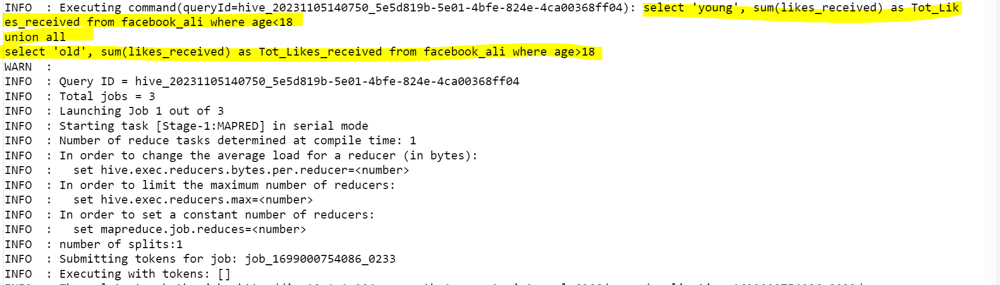 INFO  : Executing command(queryId=hive_20231105140750_5e5d819b-5e01-4bfe-824e-4ca00368ff04): select 'young', sum(likes_received) as Tot_Lik
es_received from facebook_ali where age<18
union all
select 'old', sum(likes_received) as Tot_Likes_received from facebook_ali where age>18
WARN  :
INFO  : Query ID = hive_20231105140750_5e5d819b-5e01-4bfe-824e-4ca00368ff04
INFO  : Total jobs = 3
INFO  : Launching Job 1 out of 3
INFO  : Starting task [Stage-1:MAPRED] in serial mode
INFO  : Number of reduce tasks determined at compile time: 1
INFO  : In order to change the average load for a reducer (in bytes):
INFO  :   set hive.exec.reducers.bytes.per.reducer=<number>
INFO  : In order to limit the maximum number of reducers:
INFO  :   set hive.exec.reducers.max=<number>
INFO  : In order to set a constant number of reducers:
INFO  :   set mapreduce.job.reduces=<number>
INFO  : number of splits:1
INFO  : Submitting tokens for job: job_1699000754086_0233
INFO  : Executing with tokens: []